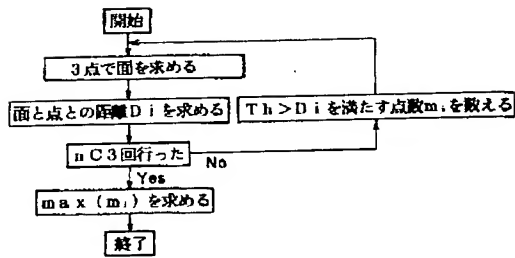 開始
3点で面を求める
面と点との距離Diを求める
Th>Diを満たす点数miを数える
nC3回行った
No
Yes
max(mi)を求める
終了